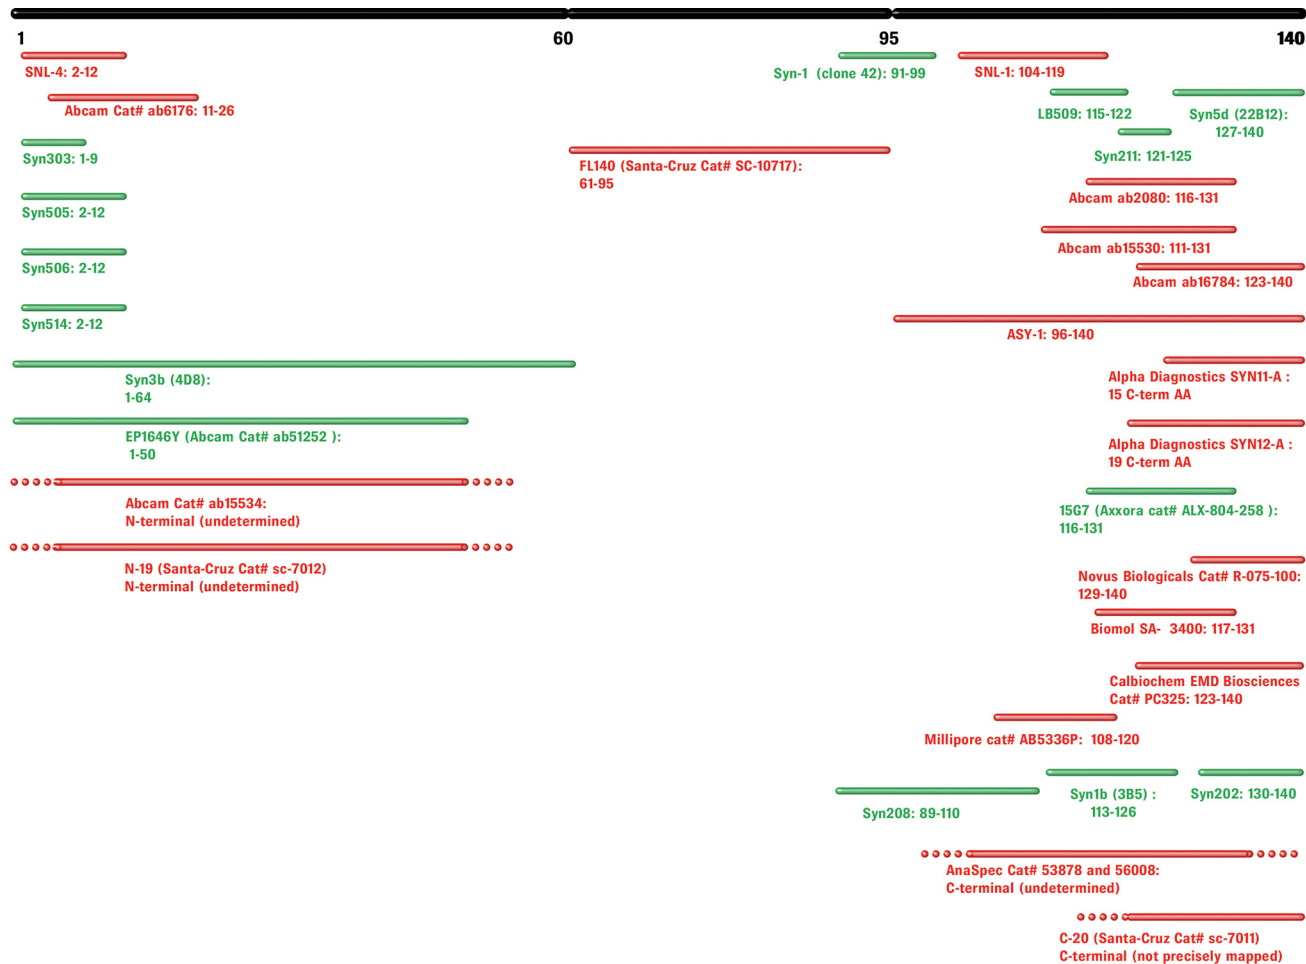 1 60 95 140
SNL-4: 2-12
Syn-1 (clone 42): 91-99
SNL-1: 104-119
Abcam Cat# ab6176: 11-26
LB509: 115-122
Syn5d (22B12):
127-140
Syn303: 1-9
Syn211: 121-125
FL140 (Santa-Cruz Cat# SC-10717):
61-95
Abcam ab2080: 116-131
Syn505: 2-12
Abcam ab15530: 111-131
Syn506: 2-12
Abcam ab16784: 123-140
Syn514: 2-12
ASY-1: 96-140
Syn3b (4D8):
1-64
Alpha Diagnostics SYN11-A :
15 C-term AA
EP1646Y (Abcam Cat# ab51252 ):
1-50
Alpha Diagnostics SYN12-A :
19 C-term AA
Abcam Cat# ab15534:
N-terminal (undetermined)
15G7 (Axxora cat# ALX-804-258 ):
116-131
N-19 (Santa-Cruz Cat# sc-7012)
N-terminal (undetermined)
Novus Biologicals Cat# R-075-100:
129-140
Biomol SA- 3400: 117-131
Calbiochem EMD Biosciences
Cat# PC325: 123-140
Millipore cat# AB5336P: 108-120
Syn1b (3B5) :
113-126
Syn202: 130-140
Syn208: 89-110
AnaSpec Cat# 53878 and 56008:
C-terminal (undetermined)
C-20 (Santa-Cruz Cat# sc-7011)
C-terminal (not precisely mapped)